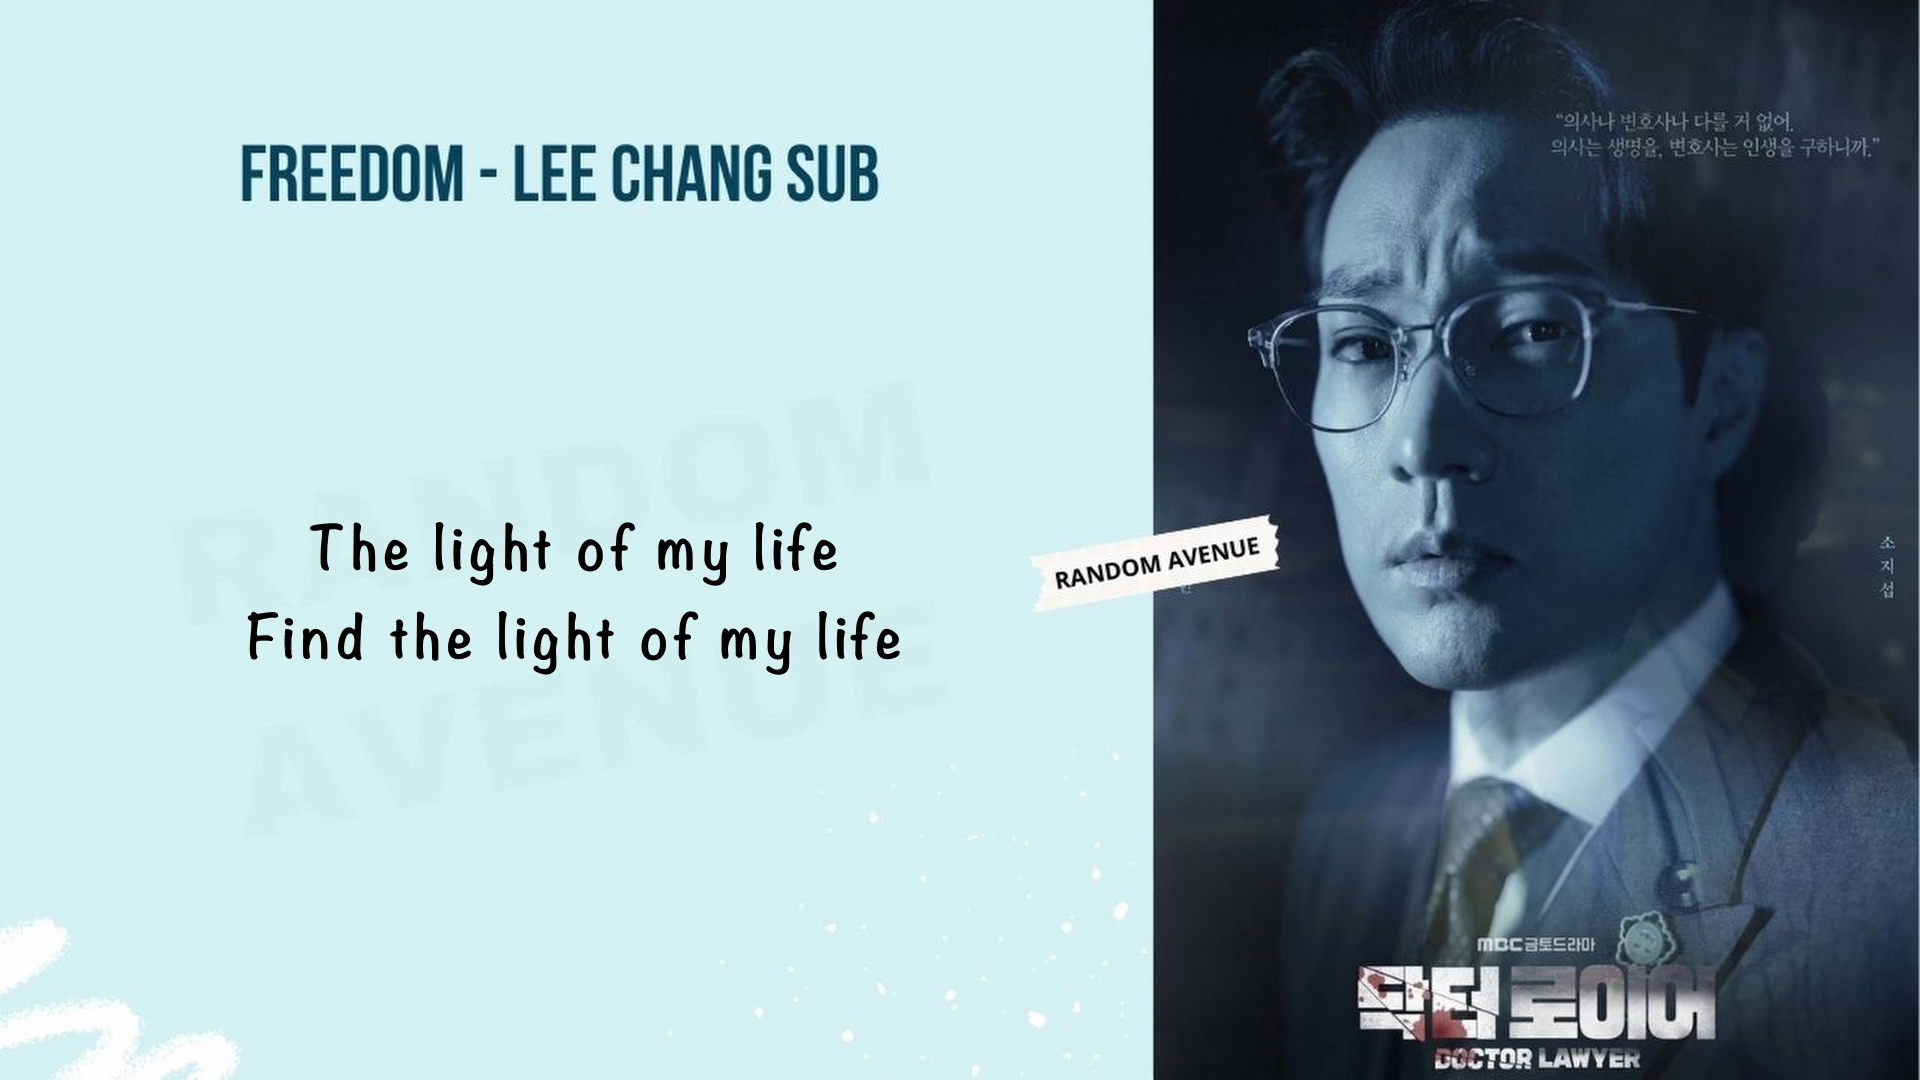 FREEDOM - LEE CHANG SUB
RANDOM
AVENUE
The light of my life
Find the light of my life
RANDOM AVENUE
“의사나 변호사나 다를 거 없어.
의사는 생명을, 변호사는 인생을 구하니까.”
소지섭
MBC 금토드라마
닥터로이어
DOCTOR LAWYER